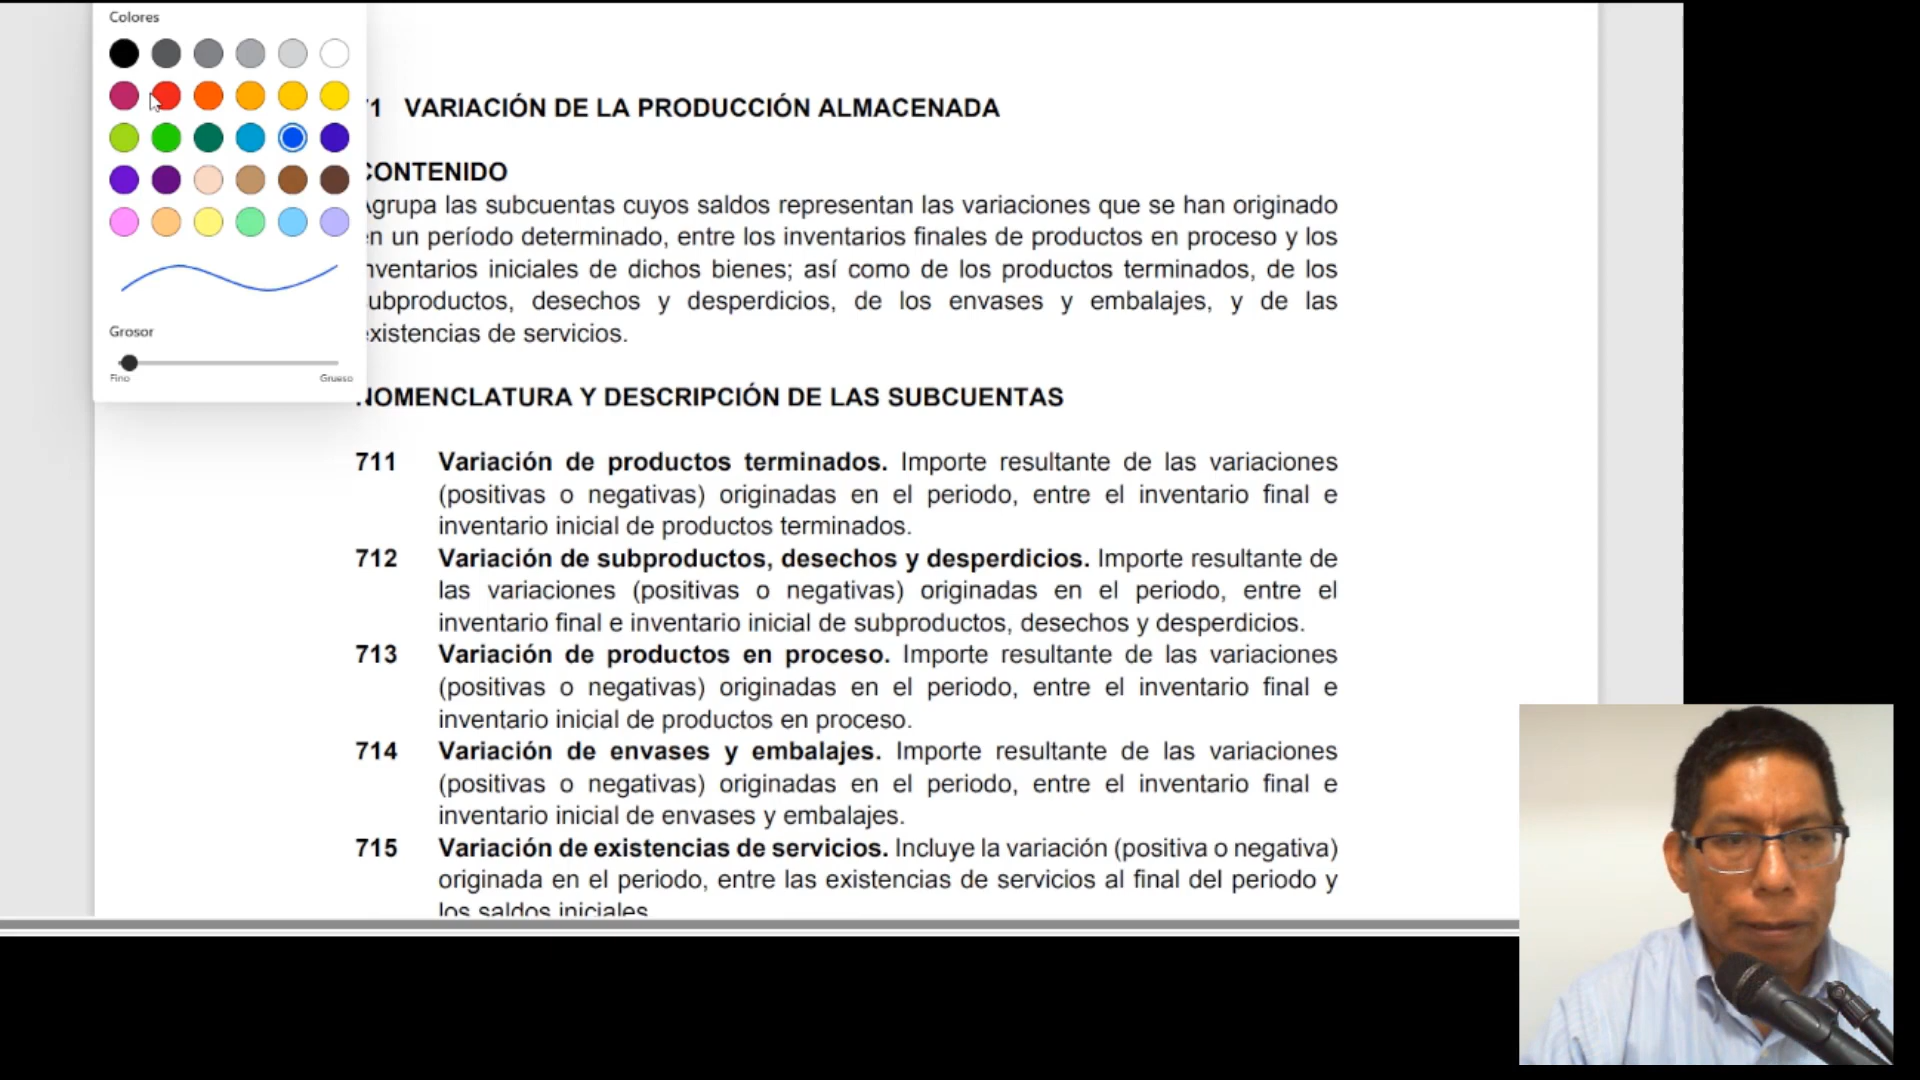 Colores
71 VARIACIÓN DE LA PRODUCCIÓN ALMACENADA
CONTENIDO
Agrupa las subcuentas cuyos saldos representan las variaciones que se han originado
en un período determinado, entre los inventarios finales de productos en proceso y los
inventarios iniciales de dichos bienes; así como de los productos terminados, de los
subproductos, desechos y desperdicios, de los envases y embalajes, y de las
existencias de servicios.
Grosor
Fino Grueso
NOMENCLATURA Y DESCRIPCIÓN DE LAS SUBCUENTAS
711 Variación de productos terminados. Importe resultante de las variaciones
(positivas o negativas) originadas en el periodo, entre el inventario final e
inventario inicial de productos terminados.
712 Variación de subproductos, desechos y desperdicios. Importe resultante de
las variaciones (positivas o negativas) originadas en el periodo, entre el
inventario final e inventario inicial de subproductos, desechos y desperdicios.
713 Variación de productos en proceso. Importe resultante de las variaciones
(positivas o negativas) originadas en el periodo, entre el inventario final e
inventario inicial de productos en proceso.
714 Variación de envases y embalajes. Importe resultante de las variaciones
(positivas o negativas) originadas en el periodo, entre el inventario final e
inventario inicial de envases y embalajes.
715 Variación de existencias de servicios. Incluye la variación (positiva o negativa)
originada en el periodo, entre las existencias de servicios al final del periodo y
los saldos iniciales